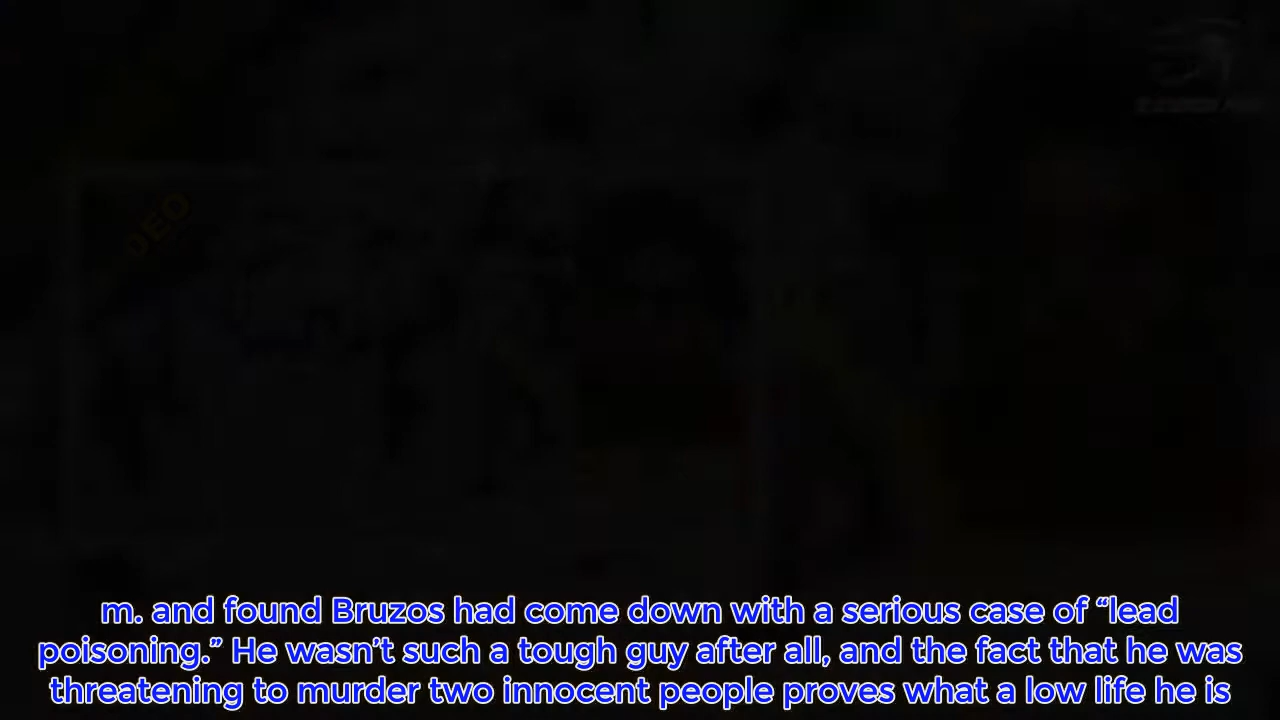 m. and found Bruzos had come down with a serious case of “lead
poisoning.” He wasn’t such a tough guy after all, and the fact that he was
threatening to murder two innocent people proves what a low life he is